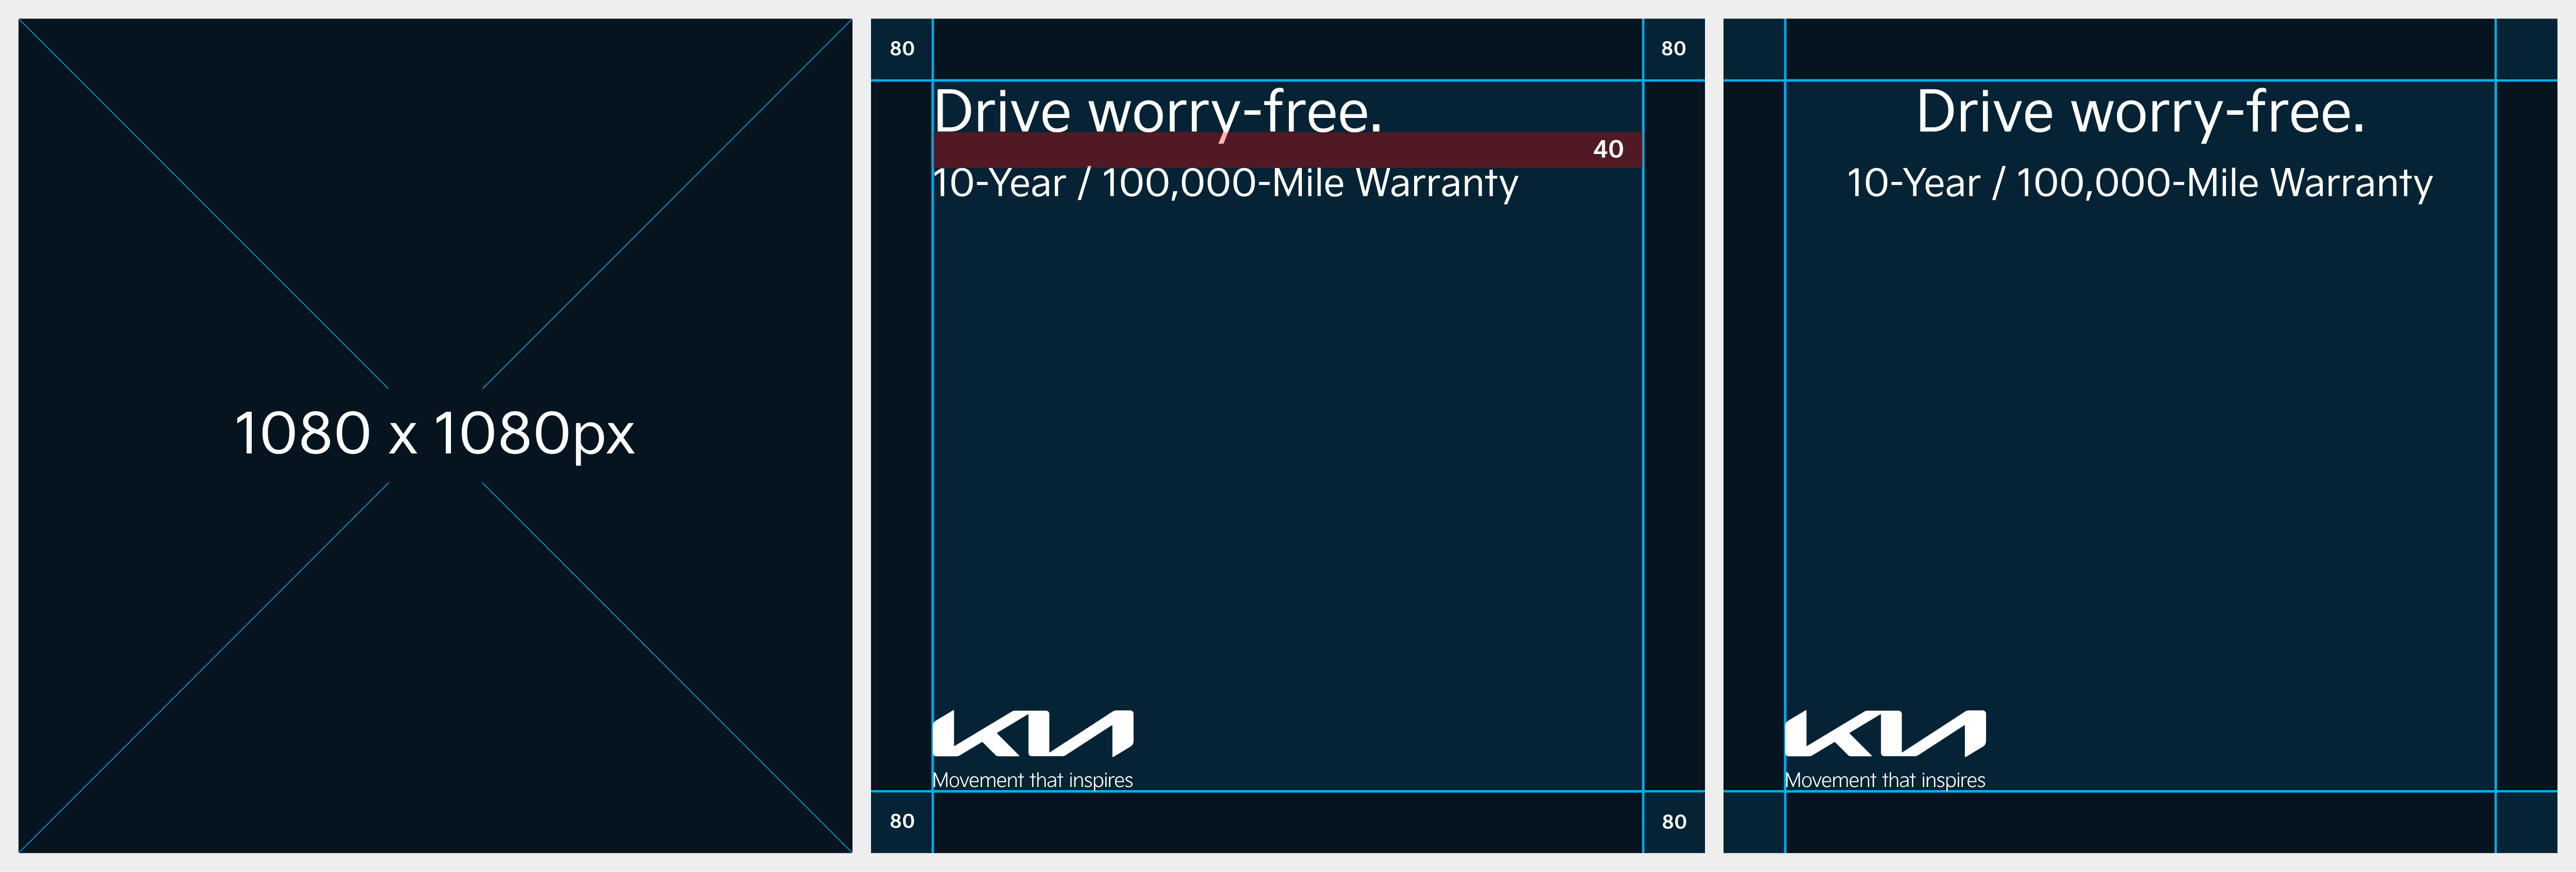 1080 x 1080px
80
80
Drive worry-free.
40
10-Year / 100,000-Mile Warranty
KIA
Movement that inspires
80
80
Drive worry-free.
10-Year / 100,000-Mile Warranty
KIA
Movement that inspires